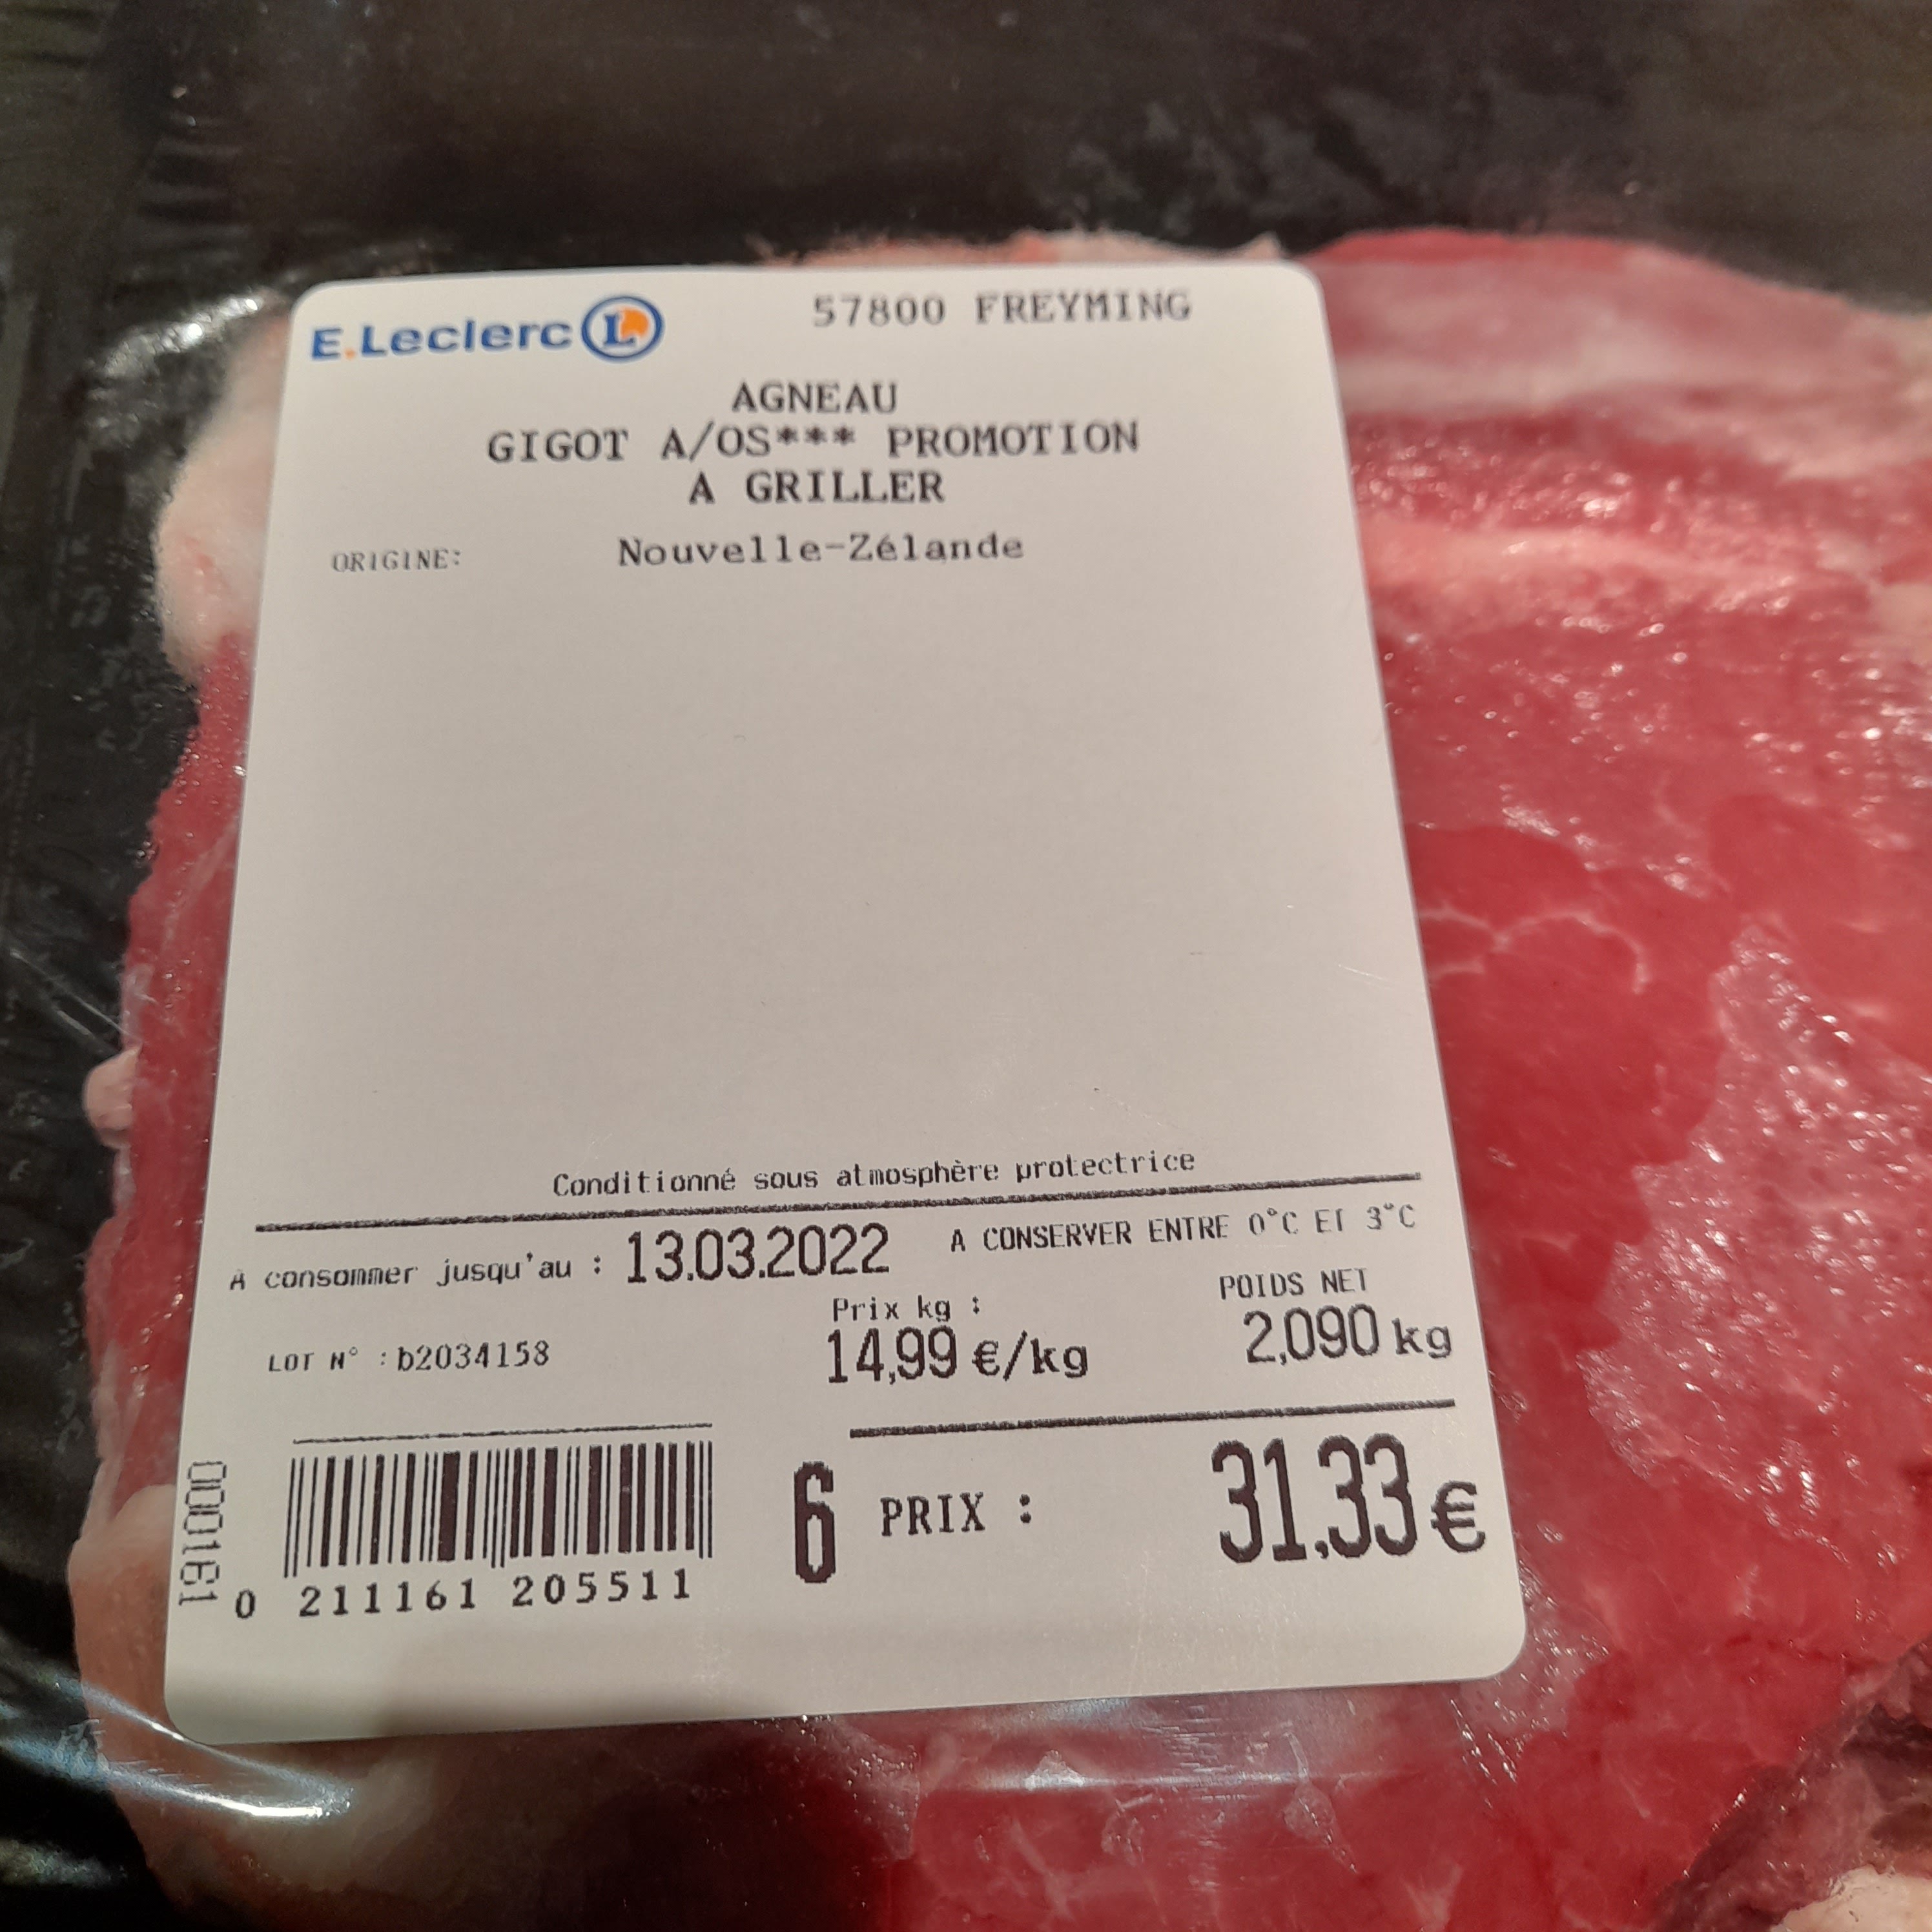 E.Leclerc L
57800 FREYMING
AGNEAU
GIGOT A/OS*** PROMOTION
A GRILLER
ORIGINE: Nouvelle-Zélande
Conditionné sous atmosphère protectrice
A consommer jusqu'au : 13.03.2022 A CONSERVER ENTRE 0°C ET 3°C
Prix kg : POIDS NET
LOT N° : b2034158 14,99 €/kg 2,090 kg
6 PRIX : 31,33 €
000161
0 211161 205511